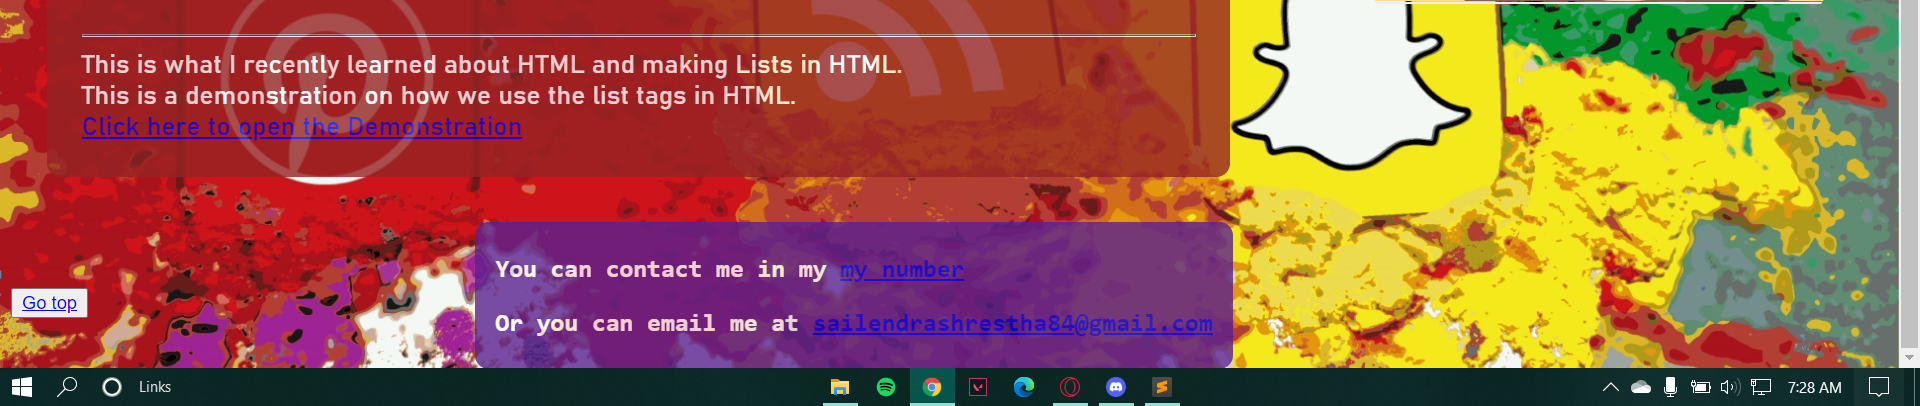 This is what I recently learned about HTML and making Lists in HTML.
This is a demonstration on how we use the list tags in HTML.
Click here to open the Demonstration
You can contact me in my my number
Go top
Or you can email me at sailendrashrestha84@gmail.com
Links
7:28 AM